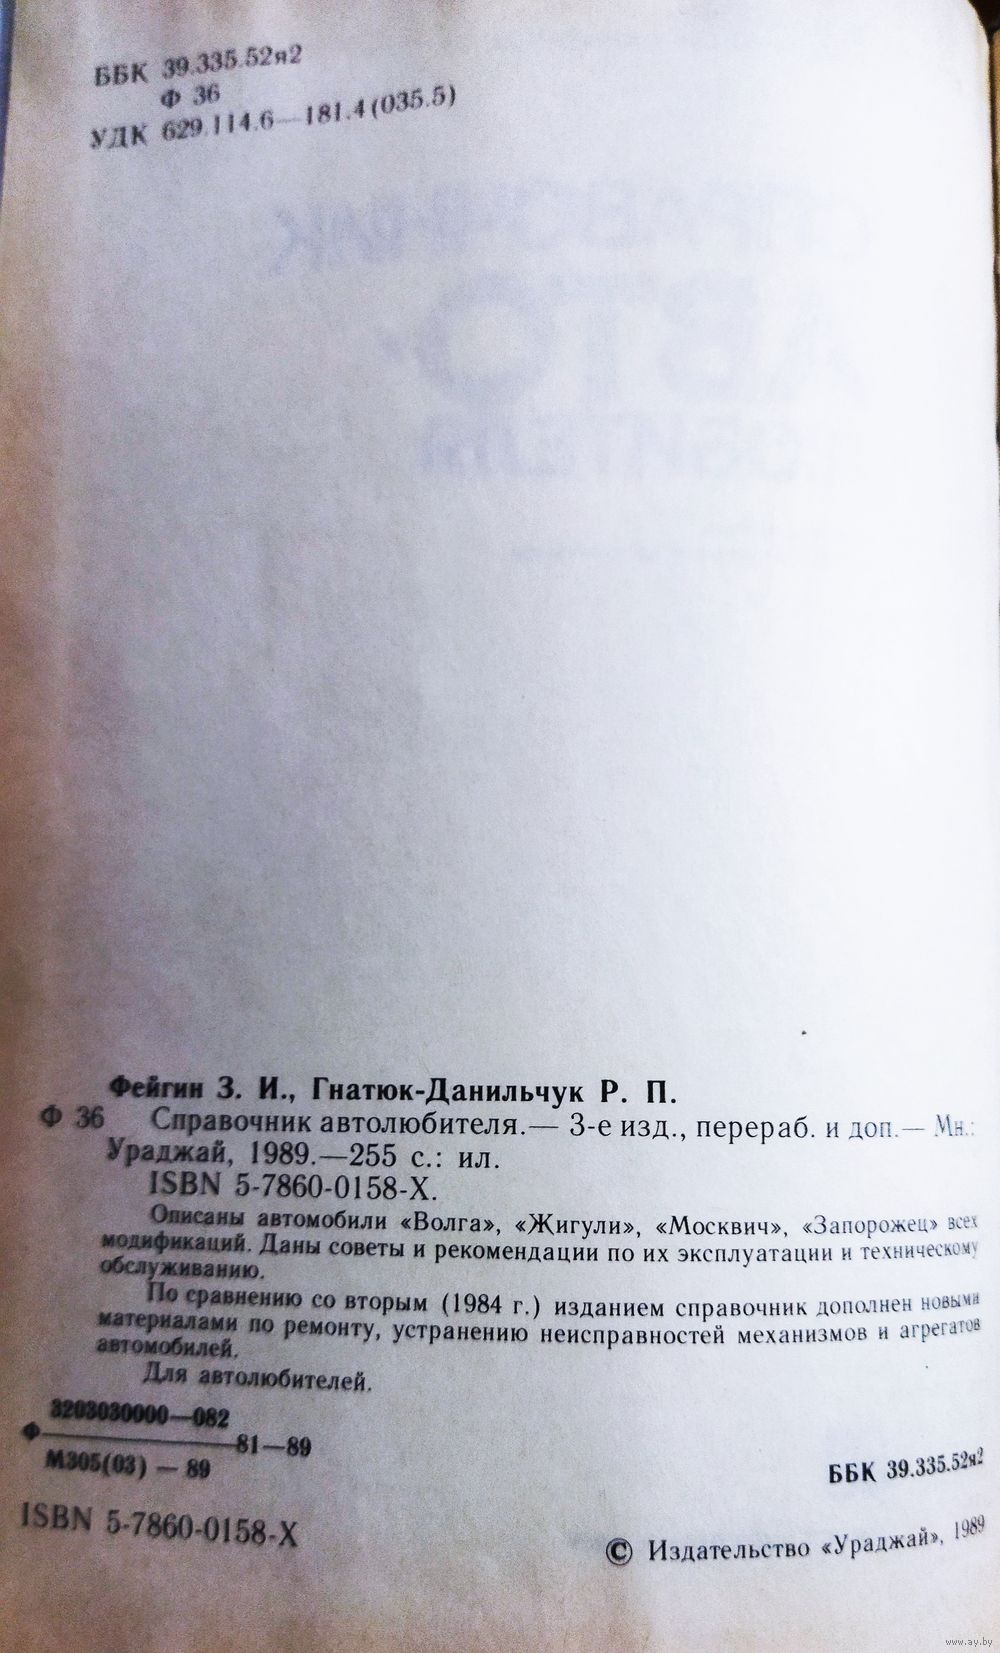 ББК 39.335.52я2
Ф 36
УДК 629.114.6—181.4(035.5)
Фейгин З. И., Гнатюк-Данильчук Р. П.
Ф 36 Справочник автолюбителя.— 3-е изд., перераб. и доп.— Мн.:
Ураджай, 1989.—255 с.: ил.
ISBN 5-7860-0158-X.
Описаны автомобили «Волга», «Жигули», «Москвич», «Запорожец» всех
модификаций. Даны советы и рекомендации по их эксплуатации и техническому
обслуживанию.
По сравнению со вторым (1984 г.) изданием справочник дополнен новыми
материалами по ремонту, устранению неисправностей механизмов и агрегатов
автомобилей.
Для автолюбителей.
3203030000—082
Ф 81—89
М305(03) — 89
ББК 39.335.52я2
ISBN 5-7860-0158-X
© Издательство «Ураджай», 1989
www.ay.by